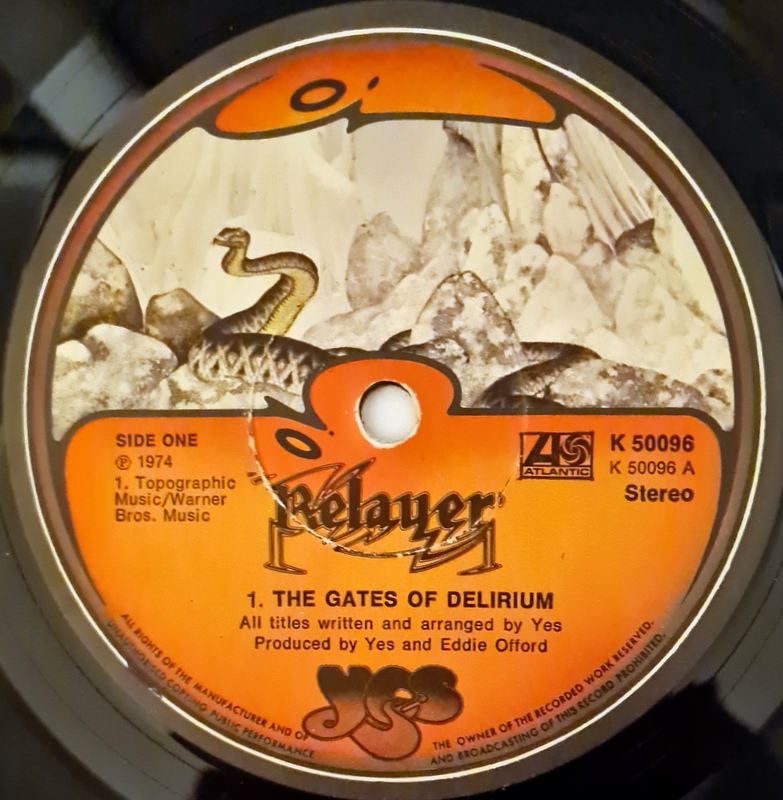 SIDE ONE
℗ 1974
1. Topographic
Music/Warner
Bros. Music
ATLANTIC
K 50096
K 50096 A
Stereo
"Relayer"
1. THE GATES OF DELIRIUM
All titles written and arranged by Yes
Produced by Yes and Eddie Offord
yes
ALL RIGHTS OF THE MANUFACTURER AND OF THE OWNER OF THE RECORDED WORK RESERVED.
UNAUTHORISED COPYING PUBLIC PERFORMANCE AND BROADCASTING OF THIS RECORD PROHIBITED.